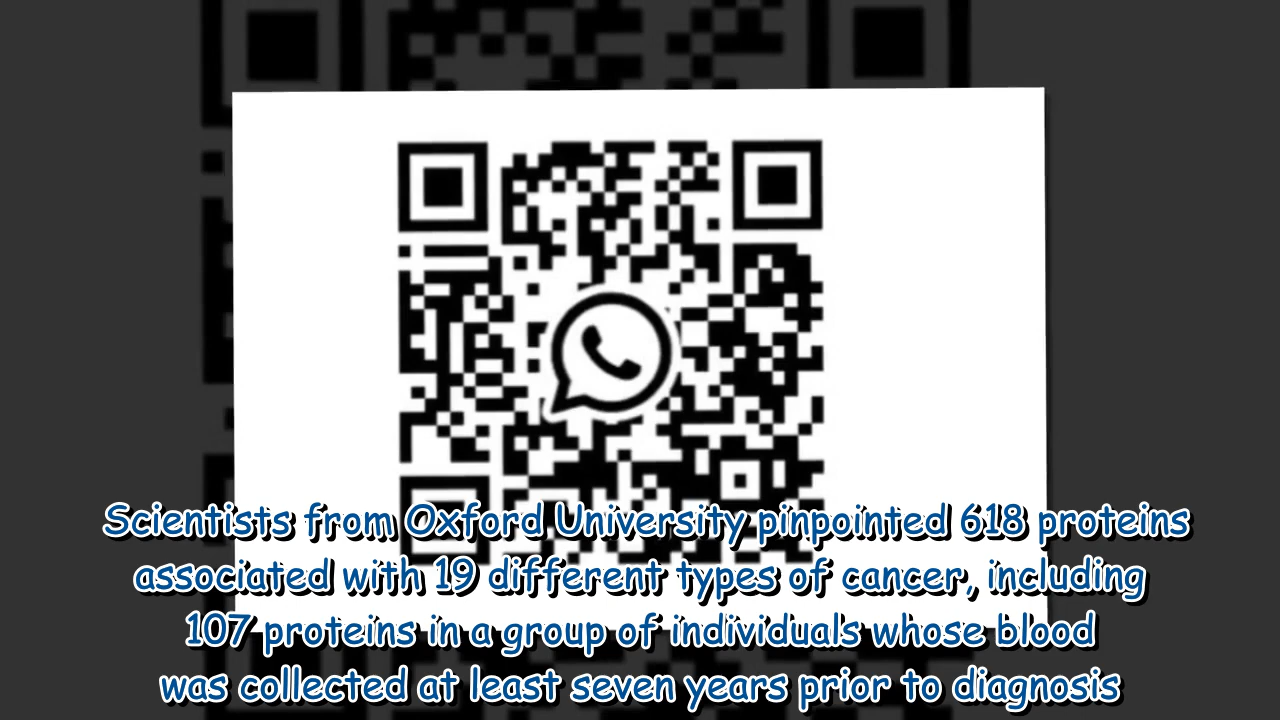 Scientists from Oxford University pinpointed 618 proteins
associated with 19 different types of cancer, including
107 proteins in a group of individuals whose blood
was collected at least seven years prior to diagnosis